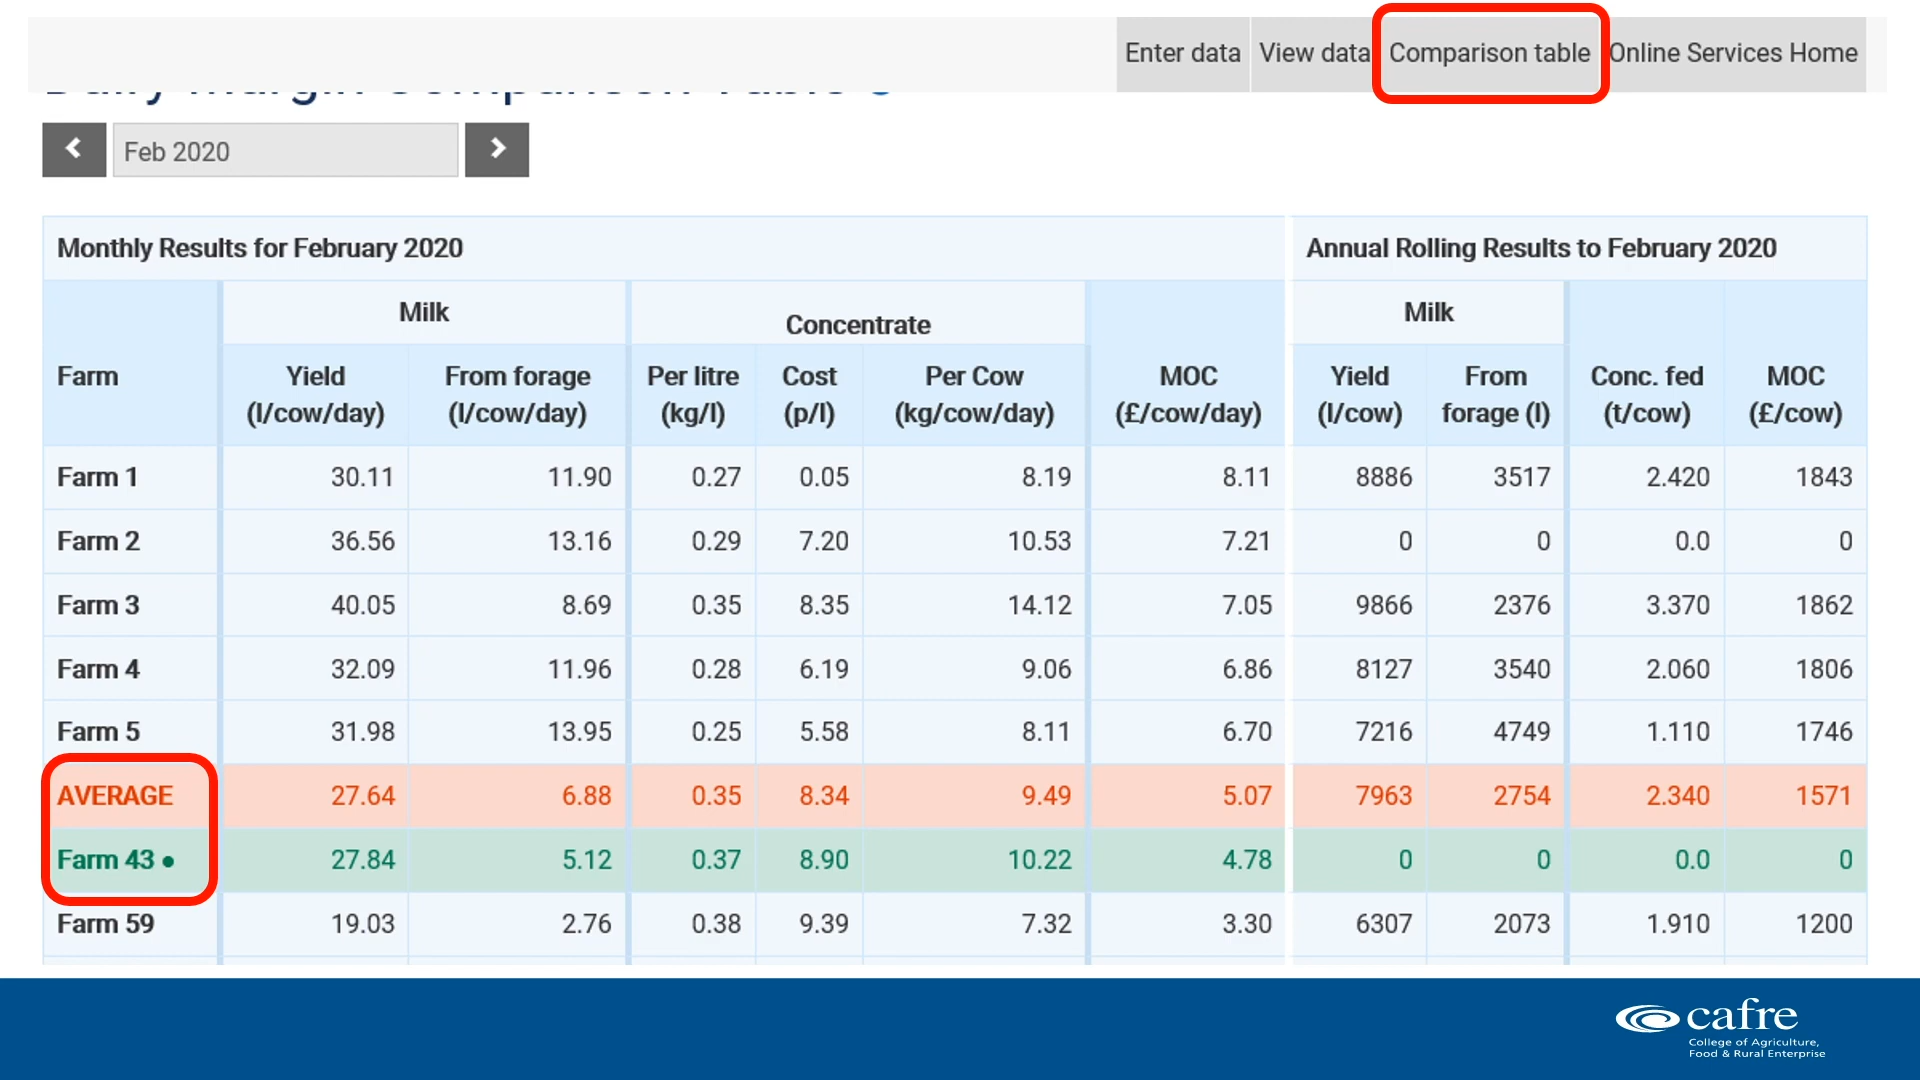 Enter data View data Comparison table Online Services Home
Dairy Margin Comparison Table
Feb 2020
Monthly Results for February 2020 Annual Rolling Results to February 2020
Milk Concentrate Milk
Farm Yield (l/cow/day) From forage (l/cow/day) Per litre (kg/l) Cost (p/l) Per Cow (kg/cow/day) MOC (£/cow/day) Yield (l/cow) From forage (l) Conc. fed (t/cow) MOC (£/cow)
Farm 1 30.11 11.90 0.27 0.05 8.19 8.11 8886 3517 2.420 1843
Farm 2 36.56 13.16 0.29 7.20 10.53 7.21 0 0 0.0 0
Farm 3 40.05 8.69 0.35 8.35 14.12 7.05 9866 2376 3.370 1862
Farm 4 32.09 11.96 0.28 6.19 9.06 6.86 8127 3540 2.060 1806
Farm 5 31.98 13.95 0.25 5.58 8.11 6.70 7216 4749 1.110 1746
AVERAGE 27.64 6.88 0.35 8.34 9.49 5.07 7963 2754 2.340 1571
Farm 43 ● 27.84 5.12 0.37 8.90 10.22 4.78 0 0 0.0 0
Farm 59 19.03 2.76 0.38 9.39 7.32 3.30 6307 2073 1.910 1200
cafre
College of Agriculture,
Food & Rural Enterprise